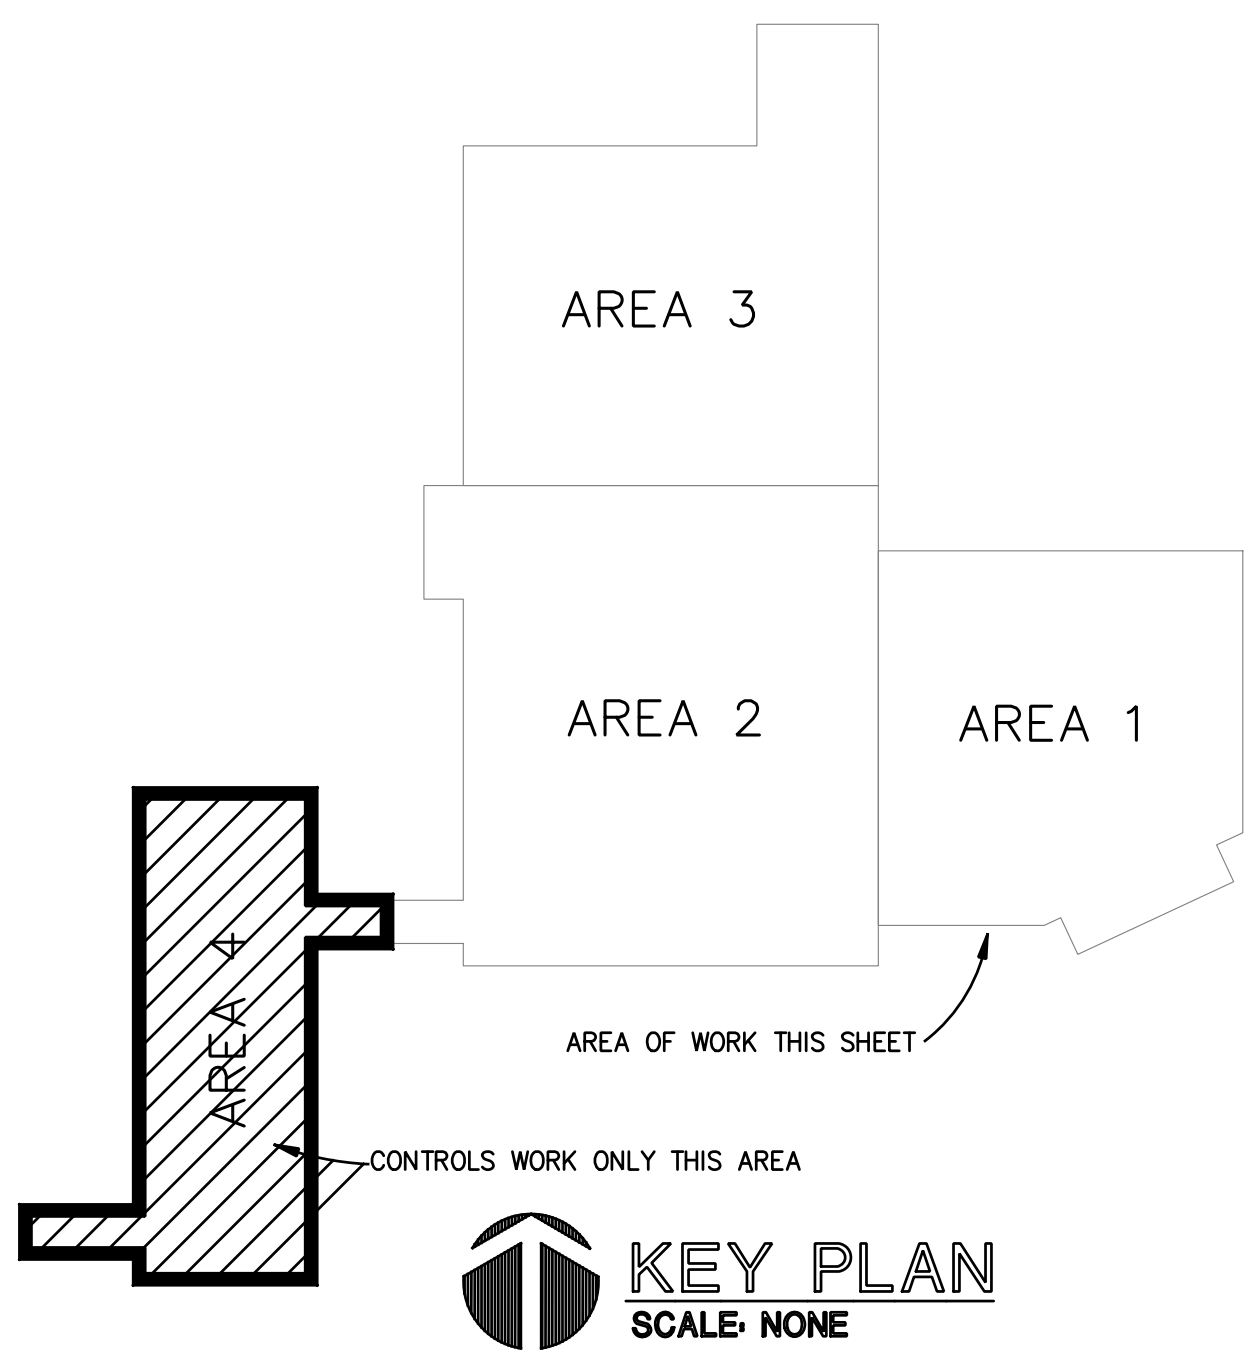 AREA 3
AREA 2
AREA 1
AREA 4
AREA OF WORK THIS SHEET
CONTROLS WORK ONLY THIS AREA
KEY PLAN
SCALE: NONE